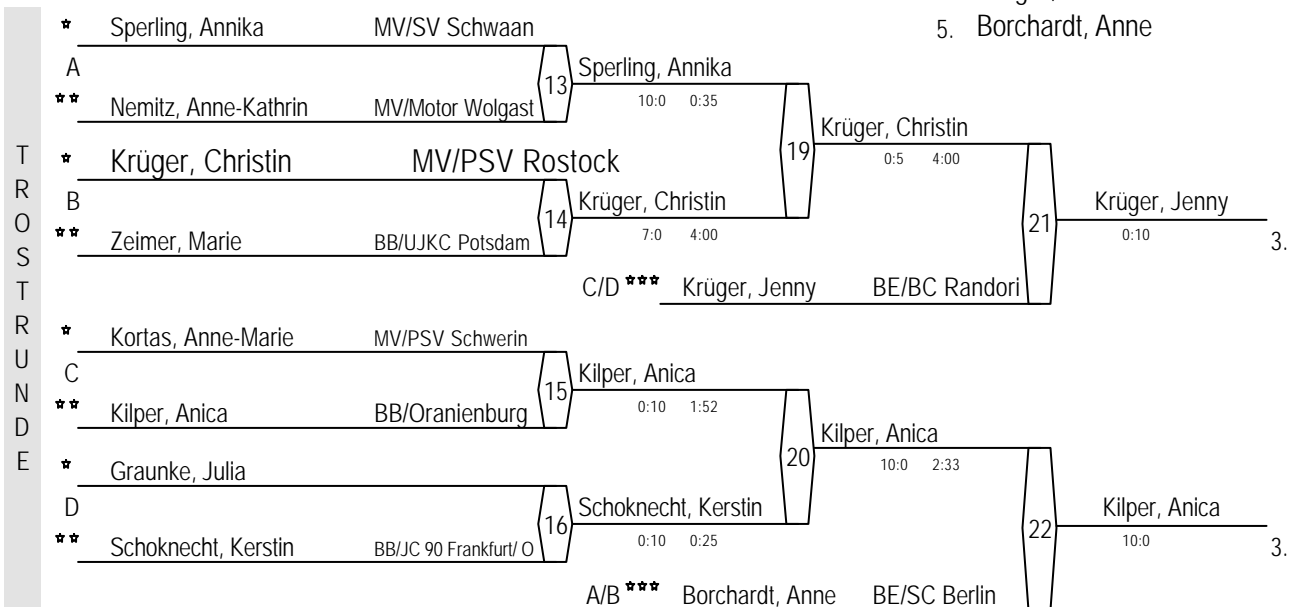 5. Borchardt, Anne
TROSTRUNDE
* Sperling, Annika MV/SV Schwaan
A
** Nemitz, Anne-Kathrin MV/Motor Wolgast
13
Sperling, Annika
10:0 0:35
* Krüger, Christin MV/PSV Rostock
B
** Zeimer, Marie BB/UJKC Potsdam
14
Krüger, Christin
7:0 4:00
19
Krüger, Christin
0:5 4:00
C/D *** Krüger, Jenny BE/BC Randori
21
Krüger, Jenny
0:10
3.
* Kortas, Anne-Marie MV/PSV Schwerin
C
** Kilper, Anica BB/Oranienburg
15
Kilper, Anica
0:10 1:52
* Graunke, Julia
D
** Schoknecht, Kerstin BB/JC 90 Frankfurt/ O
16
Schoknecht, Kerstin
0:10 0:25
20
Kilper, Anica
10:0 2:33
A/B *** Borchardt, Anne BE/SC Berlin
22
Kilper, Anica
10:0
3.